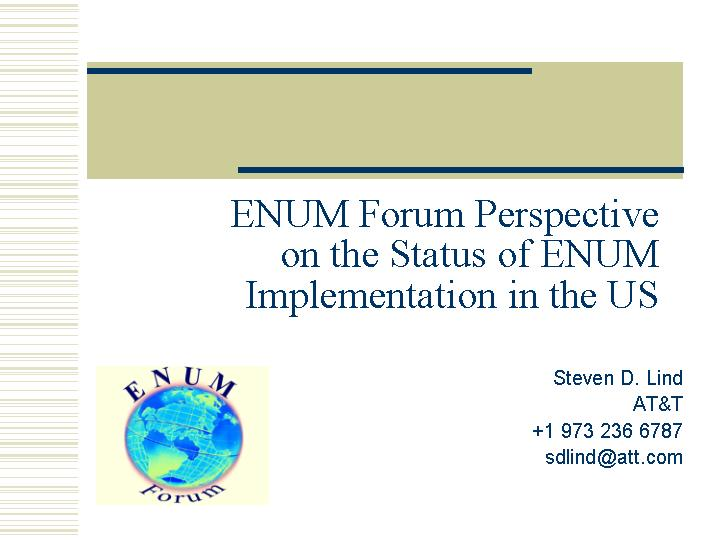 ENUM Forum Perspective
on the Status of ENUM
Implementation in the US
Steven D. Lind
AT&T
+1 973 236 6787
sdlind@att.com
ENUM
Forum